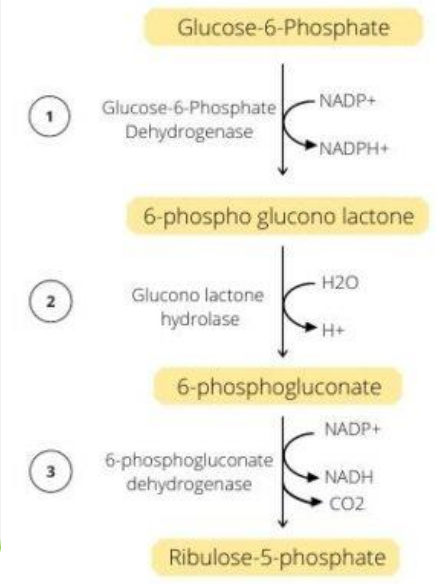 Glucose-6-Phosphate
1
Glucose-6-Phosphate
Dehydrogenase
NADP+
NADPH+
6-phospho glucono lactone
2
Glucono lactone
hydrolase
H2O
H+
6-phosphogluconate
3
6-phosphogluconate
dehydrogenase
NADP+
NADH
CO2
Ribulose-5-phosphate